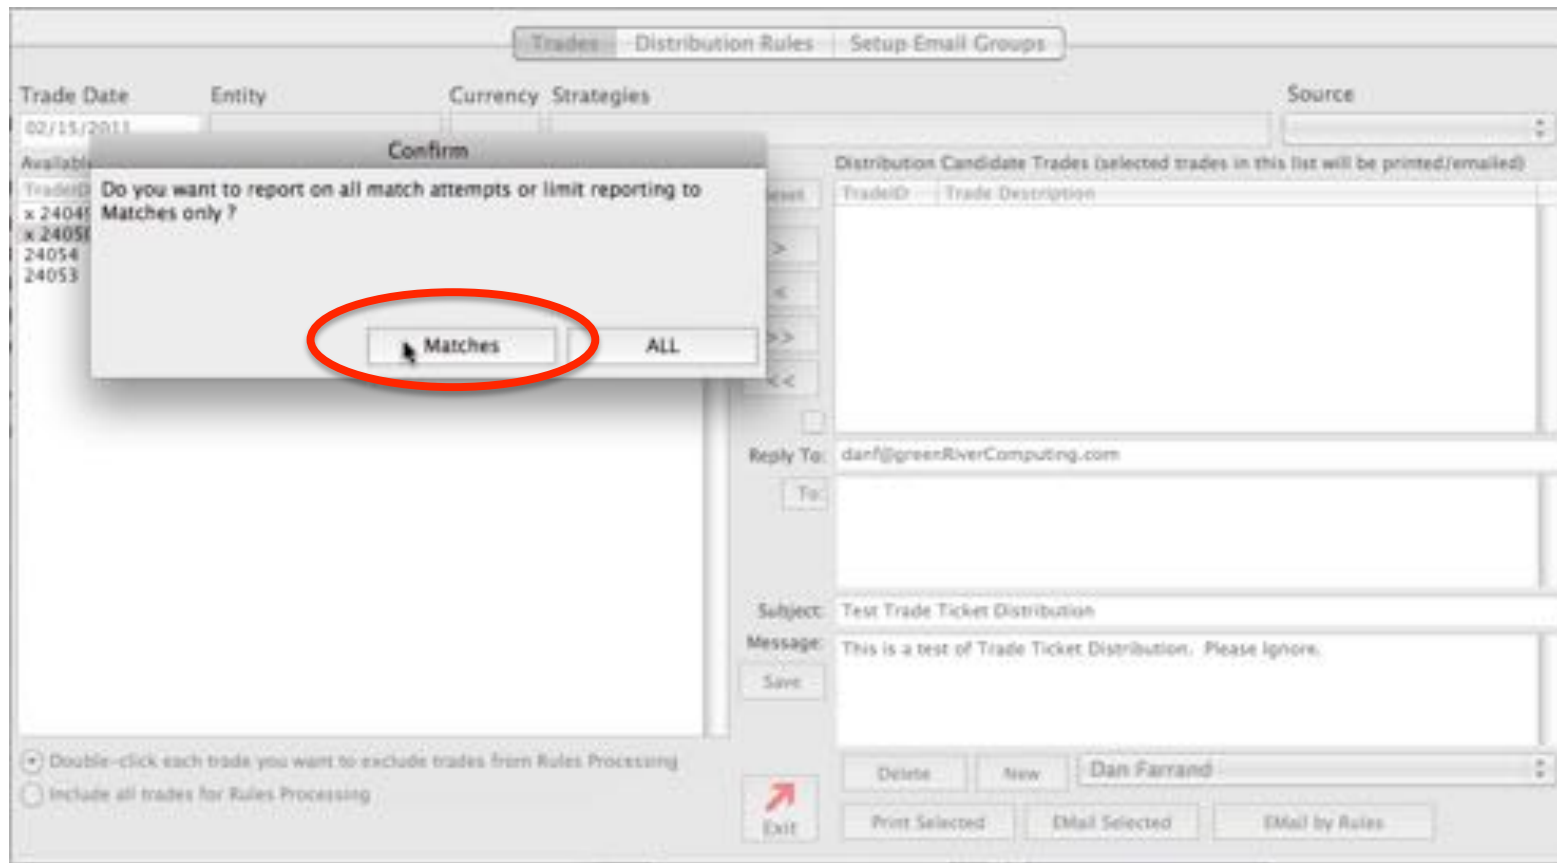 Trades Distribution Rules Setup Email Groups
Trade Date Entity Currency Strategies Source
02/15/2011
Confirm
Do you want to report on all match attempts or limit reporting to
Matches only ?
Matches ALL
Available
TradeID
x 2404
x 2405
24054
24053
>
<
>>
<<
Distribution Candidate Trades (selected trades in this list will be printed/emailed)
TradeID Trade Description
Reply To: danf@greenRiverComputing.com
To:
Subject: Test Trade Ticket Distribution
Message: This is a test of Trade Ticket Distribution. Please Ignore.
Save
Double-click each trade you want to exclude trades from Rules Processing
Include all trades for Rules Processing
Exit
Delete New Dan Farrand
Print Selected EMail Selected EMail by Rules